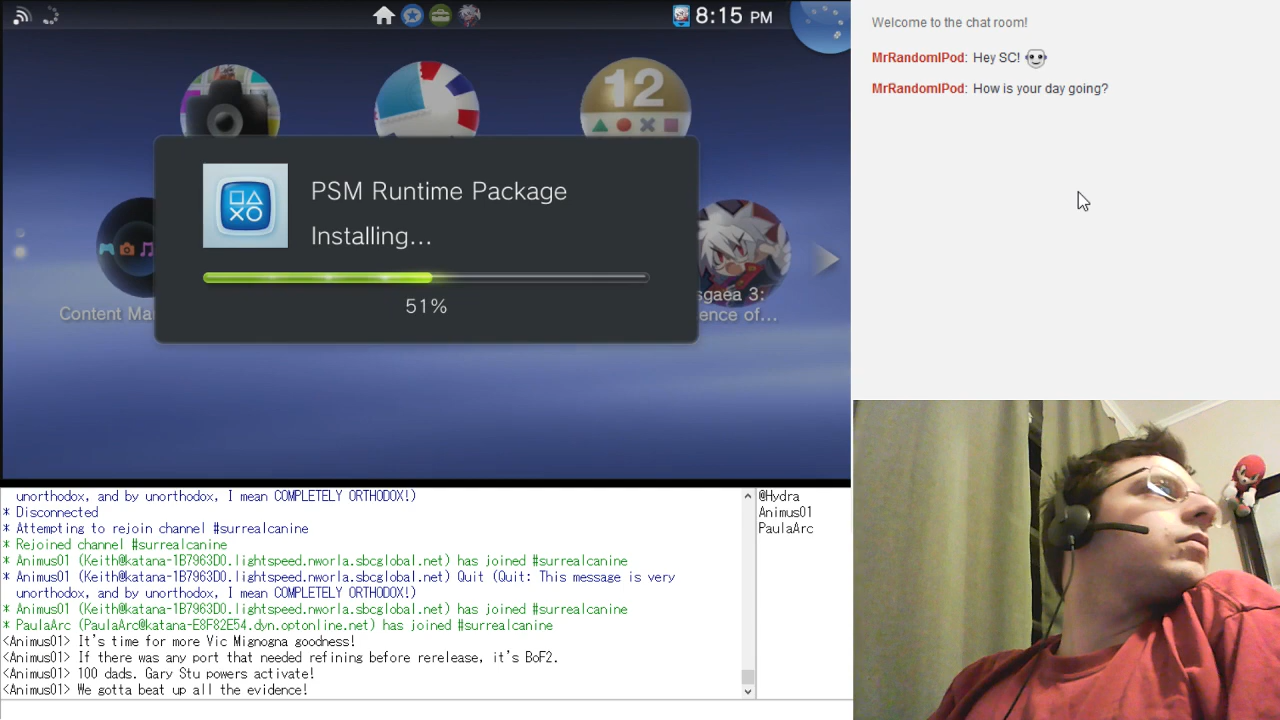 8:15 PM
12
PSM Runtime Package
Installing...
51%
Content Ma
sgaea 3:
ence of...
Welcome to the chat room!
MrRandomIPod: Hey SC!
MrRandomIPod: How is your day going?
unorthodox, and by unorthodox, I mean COMPLETELY ORTHODOX!)
* Disconnected
* Attempting to rejoin channel #surrealcanine
* Rejoined channel #surrealcanine
* Animus01 (Keith@katana-1B7963D0.lightspeed.nworla.sbcglobal.net) has joined #surrealcanine
* Animus01 (Keith@katana-1B7963D0.lightspeed.nworla.sbcglobal.net) Quit (Quit: This message is very
unorthodox, and by unorthodox, I mean COMPLETELY ORTHODOX!)
* Animus01 (Keith@katana-1B7963D0.lightspeed.nworla.sbcglobal.net) has joined #surrealcanine
* PaulaArc (PaulaArc@katana-E8F82E54.dyn.optonline.net) has joined #surrealcanine
<Animus01> It's time for more Vic Mignogna goodness!
<Animus01> If there was any port that needed refining before rerelease, it's BoF2.
<Animus01> 100 dads. Gary Stu powers activate!
<Animus01> We gotta beat up all the evidence!
@Hydra
Animus01
PaulaArc